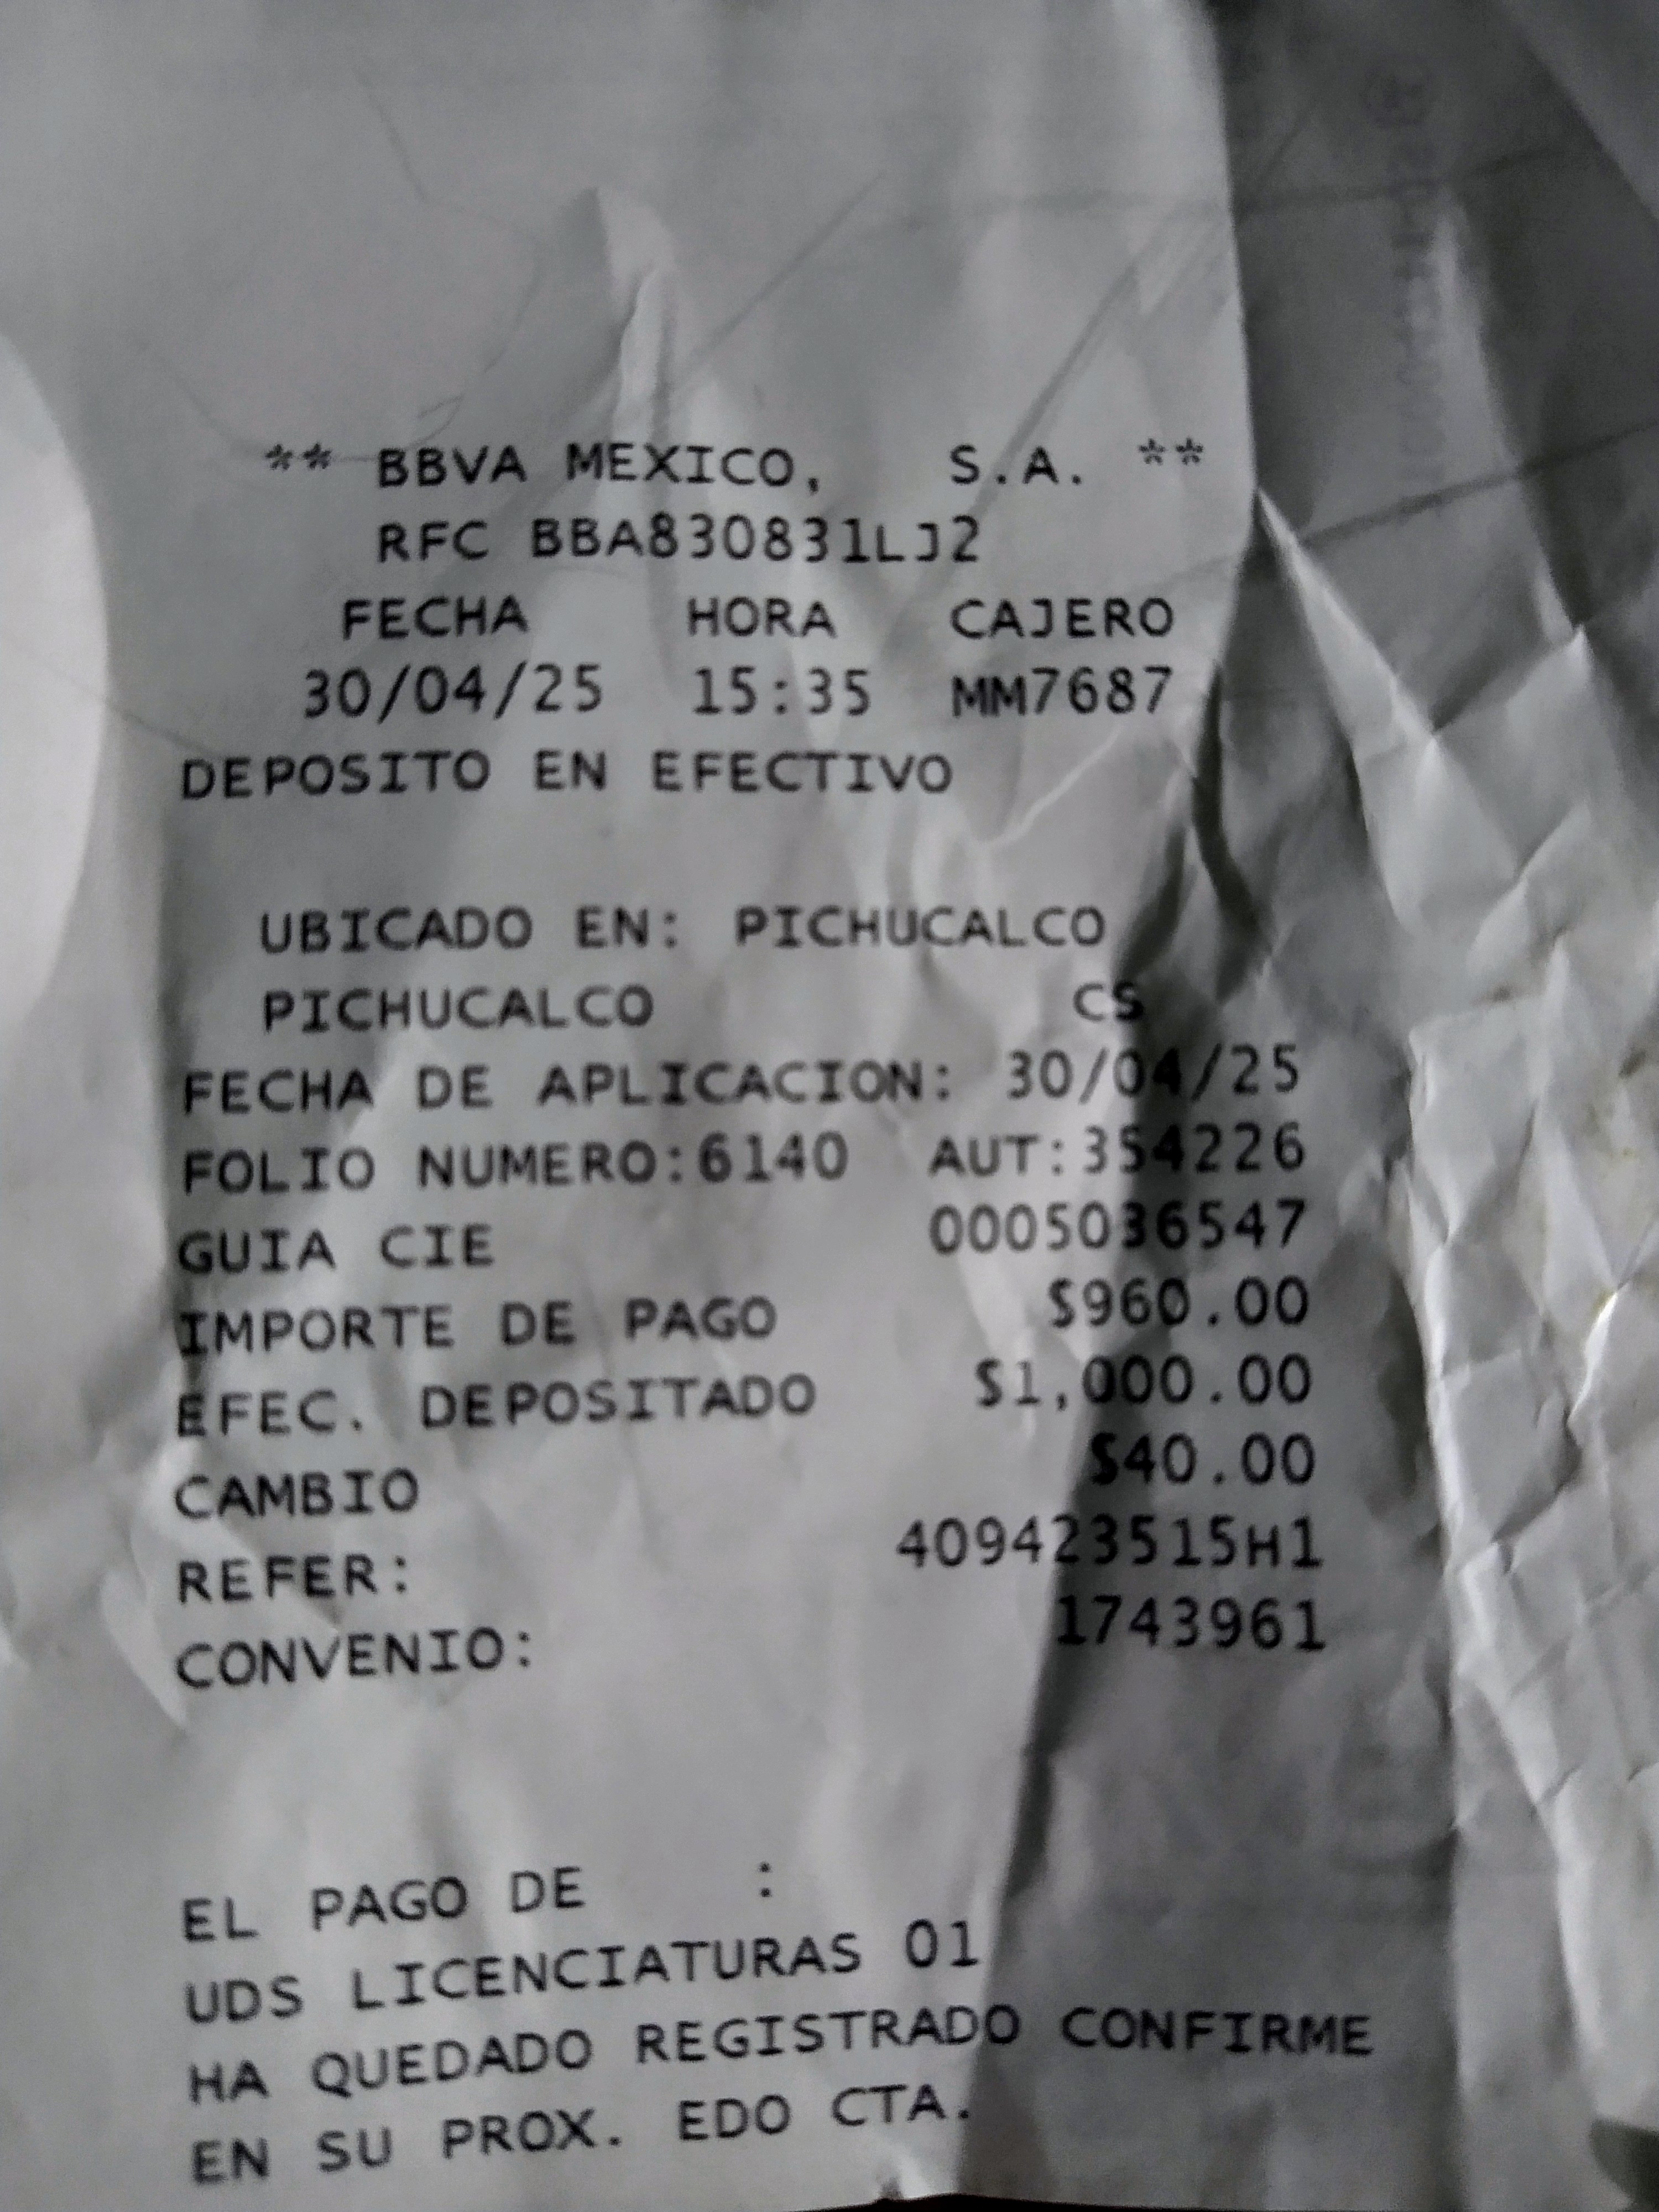 ** BBVA MEXICO, S.A. **
RFC BBA830831LJ2
FECHA HORA CAJERO
30/04/25 15:35 MM7687
DEPOSITO EN EFECTIVO
UBICADO EN: PICHUCALCO
PICHUCALCO CS
FECHA DE APLICACION: 30/04/25
FOLIO NUMERO:6140 AUT:354226
GUIA CIE 0005036547
IMPORTE DE PAGO $960.00
EFEC. DEPOSITADO $1,000.00
CAMBIO $40.00
REFER: 409423515H1
CONVENIO: 1743961
EL PAGO DE :
UDS LICENCIATURAS 01
HA QUEDADO REGISTRADO CONFIRME
EN SU PROX. EDO CTA.